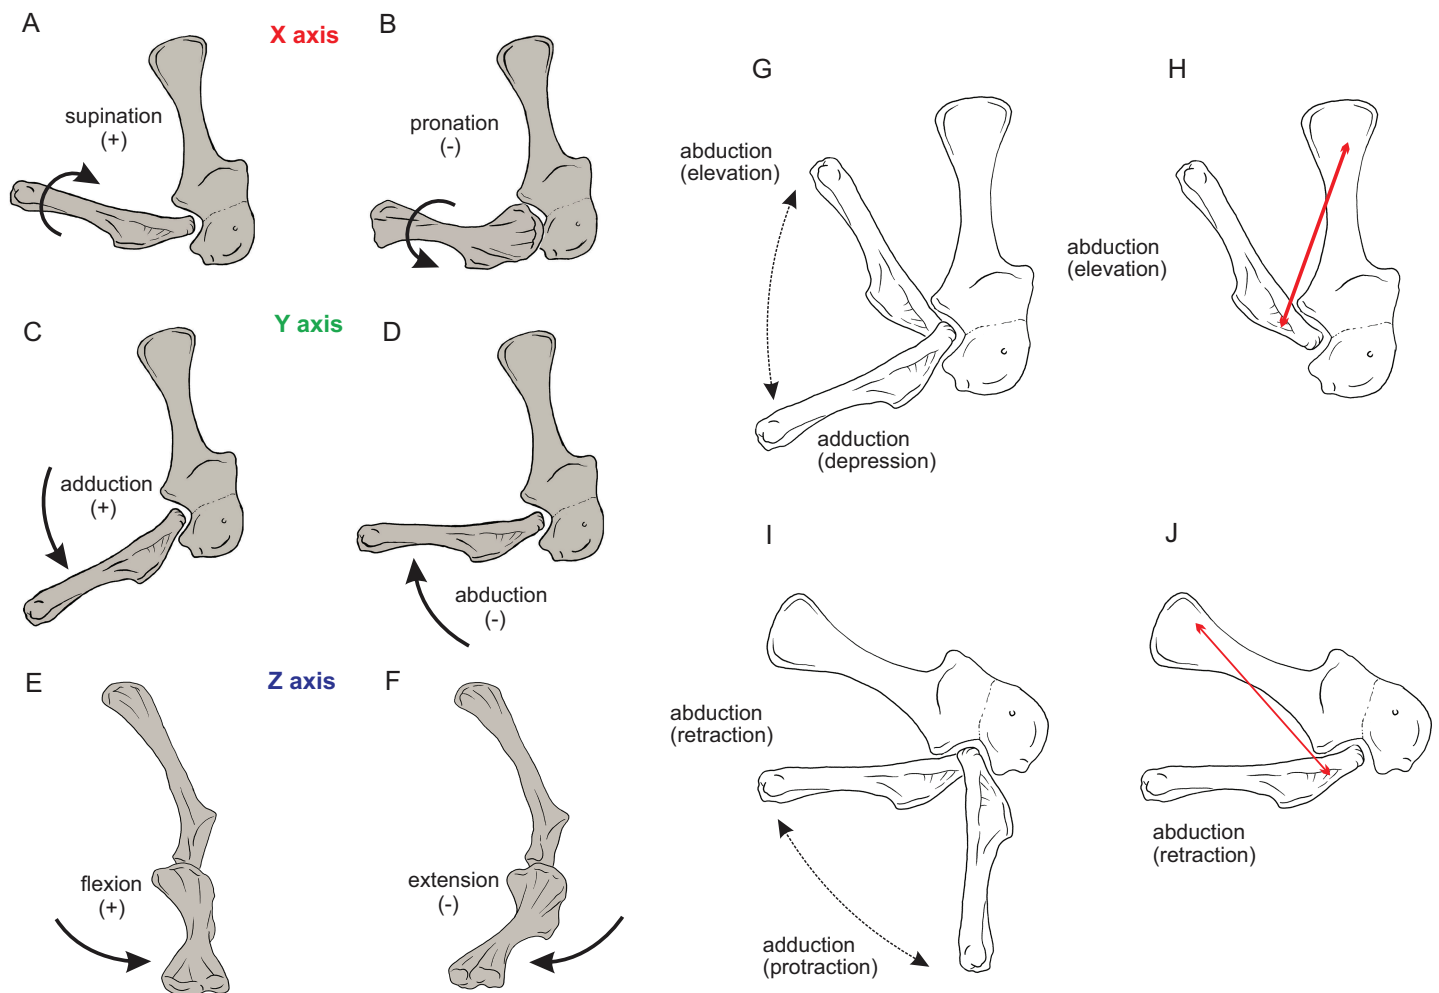 A
X axis
B
supination
(+)
pronation
(-)
C
Y axis
D
adduction
(+)
abduction
(-)
E
Z axis
F
flexion
(+)
extension
(-)
G
H
abduction
(elevation)
abduction
(elevation)
adduction
(depression)
I
J
abduction
(retraction)
abduction
(retraction)
adduction
(protraction)